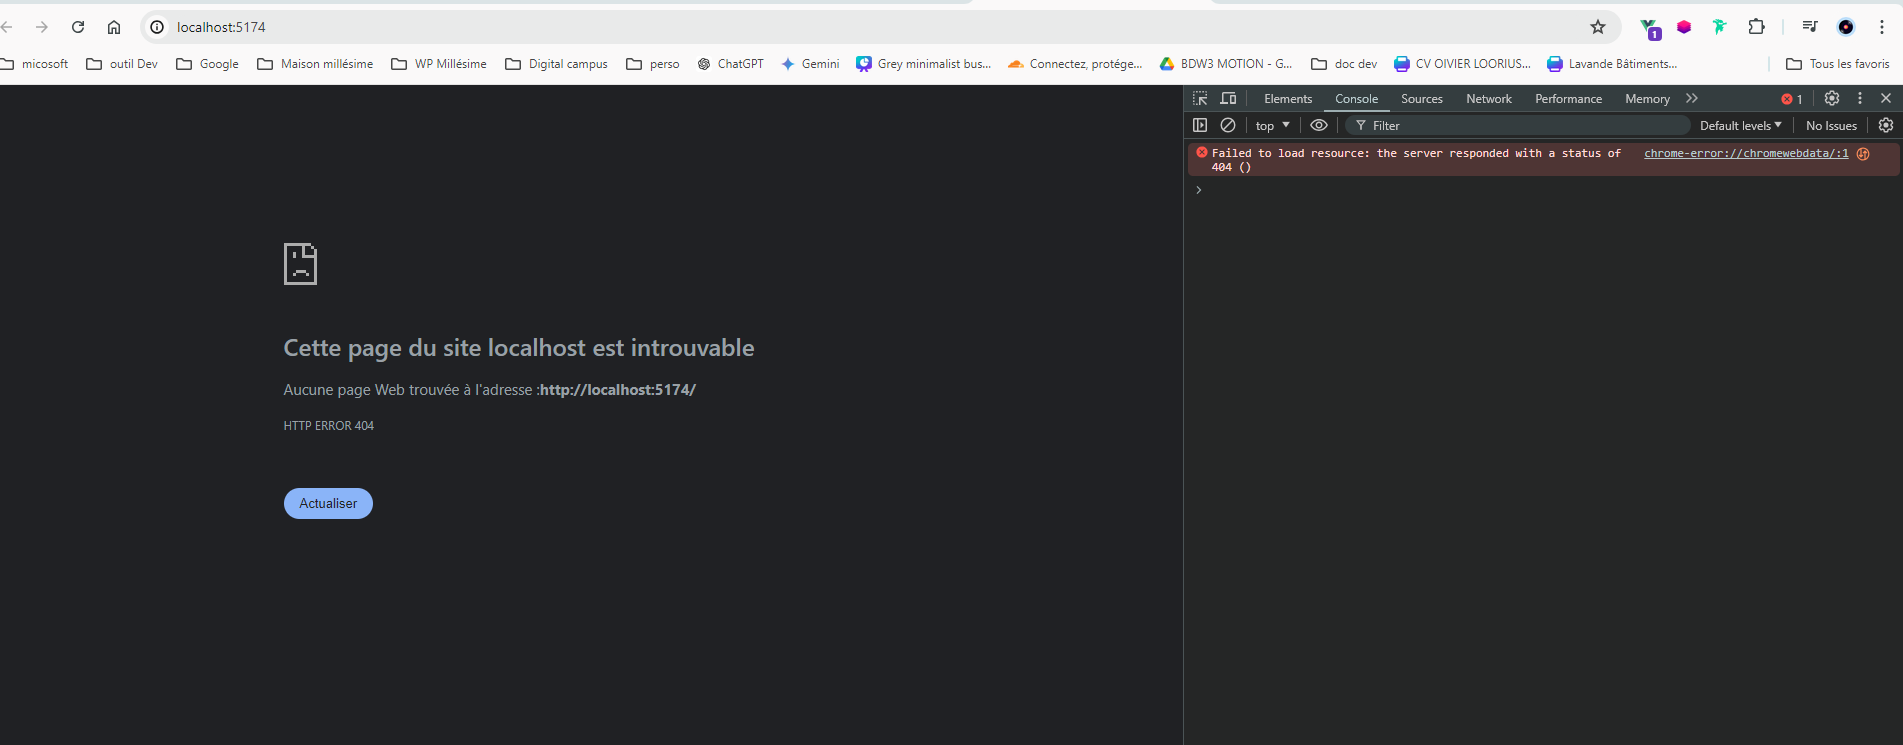 localhost:5174
1
micosoft
outil Dev
Google
Maison millésime
WP Millésime
Digital campus
perso
ChatGPT
Gemini
Grey minimalist bus...
Connectez, protége...
BDW3 MOTION - G...
doc dev
CV OIVIER LOORIUS...
Lavande Bâtiments...
Tous les favoris
Elements
Console
Sources
Network
Performance
Memory
1
top
Filter
Default levels
No Issues
Failed to load resource: the server responded with a status of
404 ()
chrome-error://chromewebdata/:1
Cette page du site localhost est introuvable
Aucune page Web trouvée à l'adresse :http://localhost:5174/
HTTP ERROR 404
Actualiser